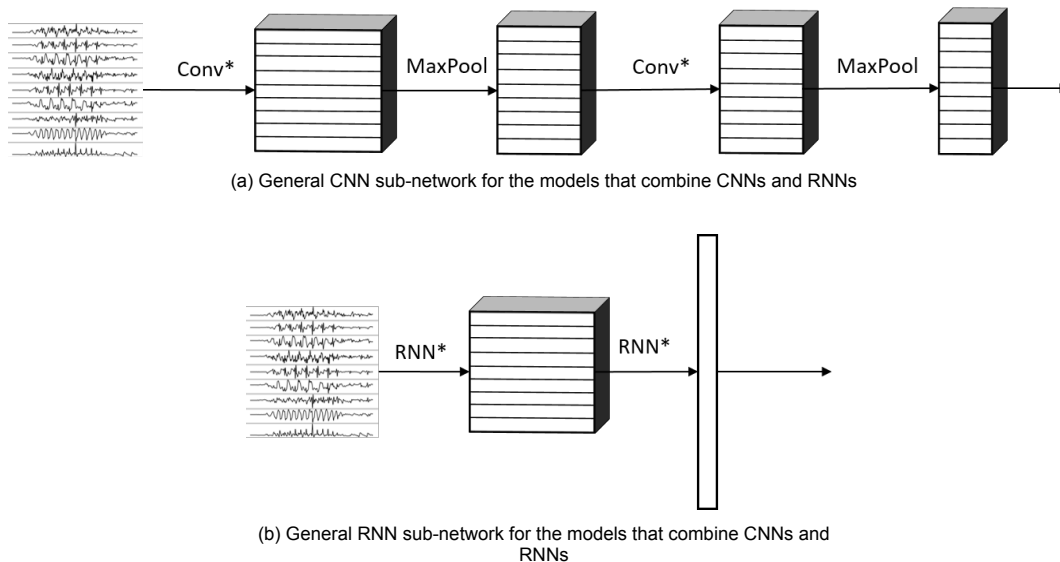 Conv*
MaxPool
Conv*
MaxPool
(a) General CNN sub-network for the models that combine CNNs and RNNs
RNN*
RNN*
(b) General RNN sub-network for the models that combine CNNs and
RNNs